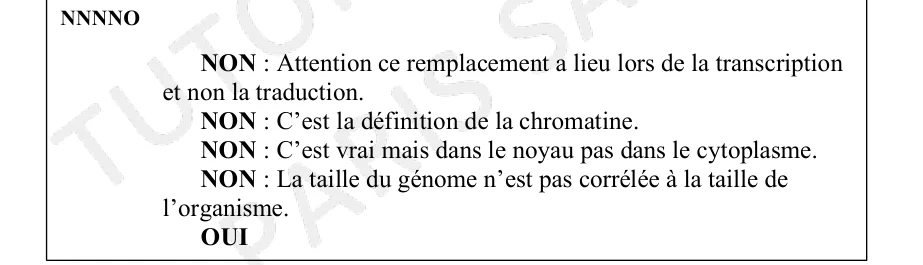 NNNNO
NON : Attention ce remplacement a lieu lors de la transcription
et non la traduction.
NON : C'est la définition de la chromatine.
NON : C'est vrai mais dans le noyau pas dans le cytoplasme.
NON : La taille du génome n'est pas corrélée à la taille de
l'organisme.
OUI